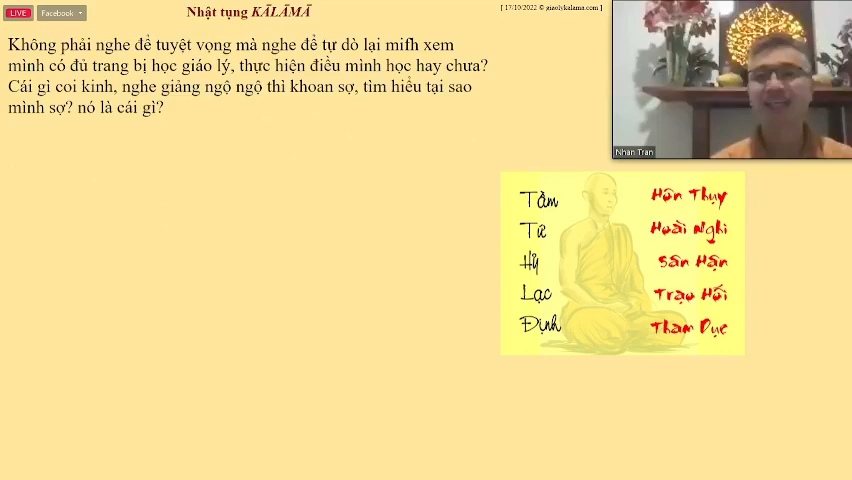 LIVE Facebook
Nhật tụng KĀLĀMĀ
[ 17/10/2022 © giaolykalama.com ]
Không phải nghe để tuyệt vọng mà nghe để tự dò lại mifh xem
mình có đủ trang bị học giáo lý, thực hiện điều mình học hay chưa?
Cái gì coi kinh, nghe giảng ngộ ngộ thì khoan sợ, tìm hiểu tại sao
mình sợ? nó là cái gì?
Nhan Tran
Tầm Hôn Thụy
Tứ Hoài Nghi
Hỷ Sân Hận
Lạc Trạo Hối
Định Tham Dục